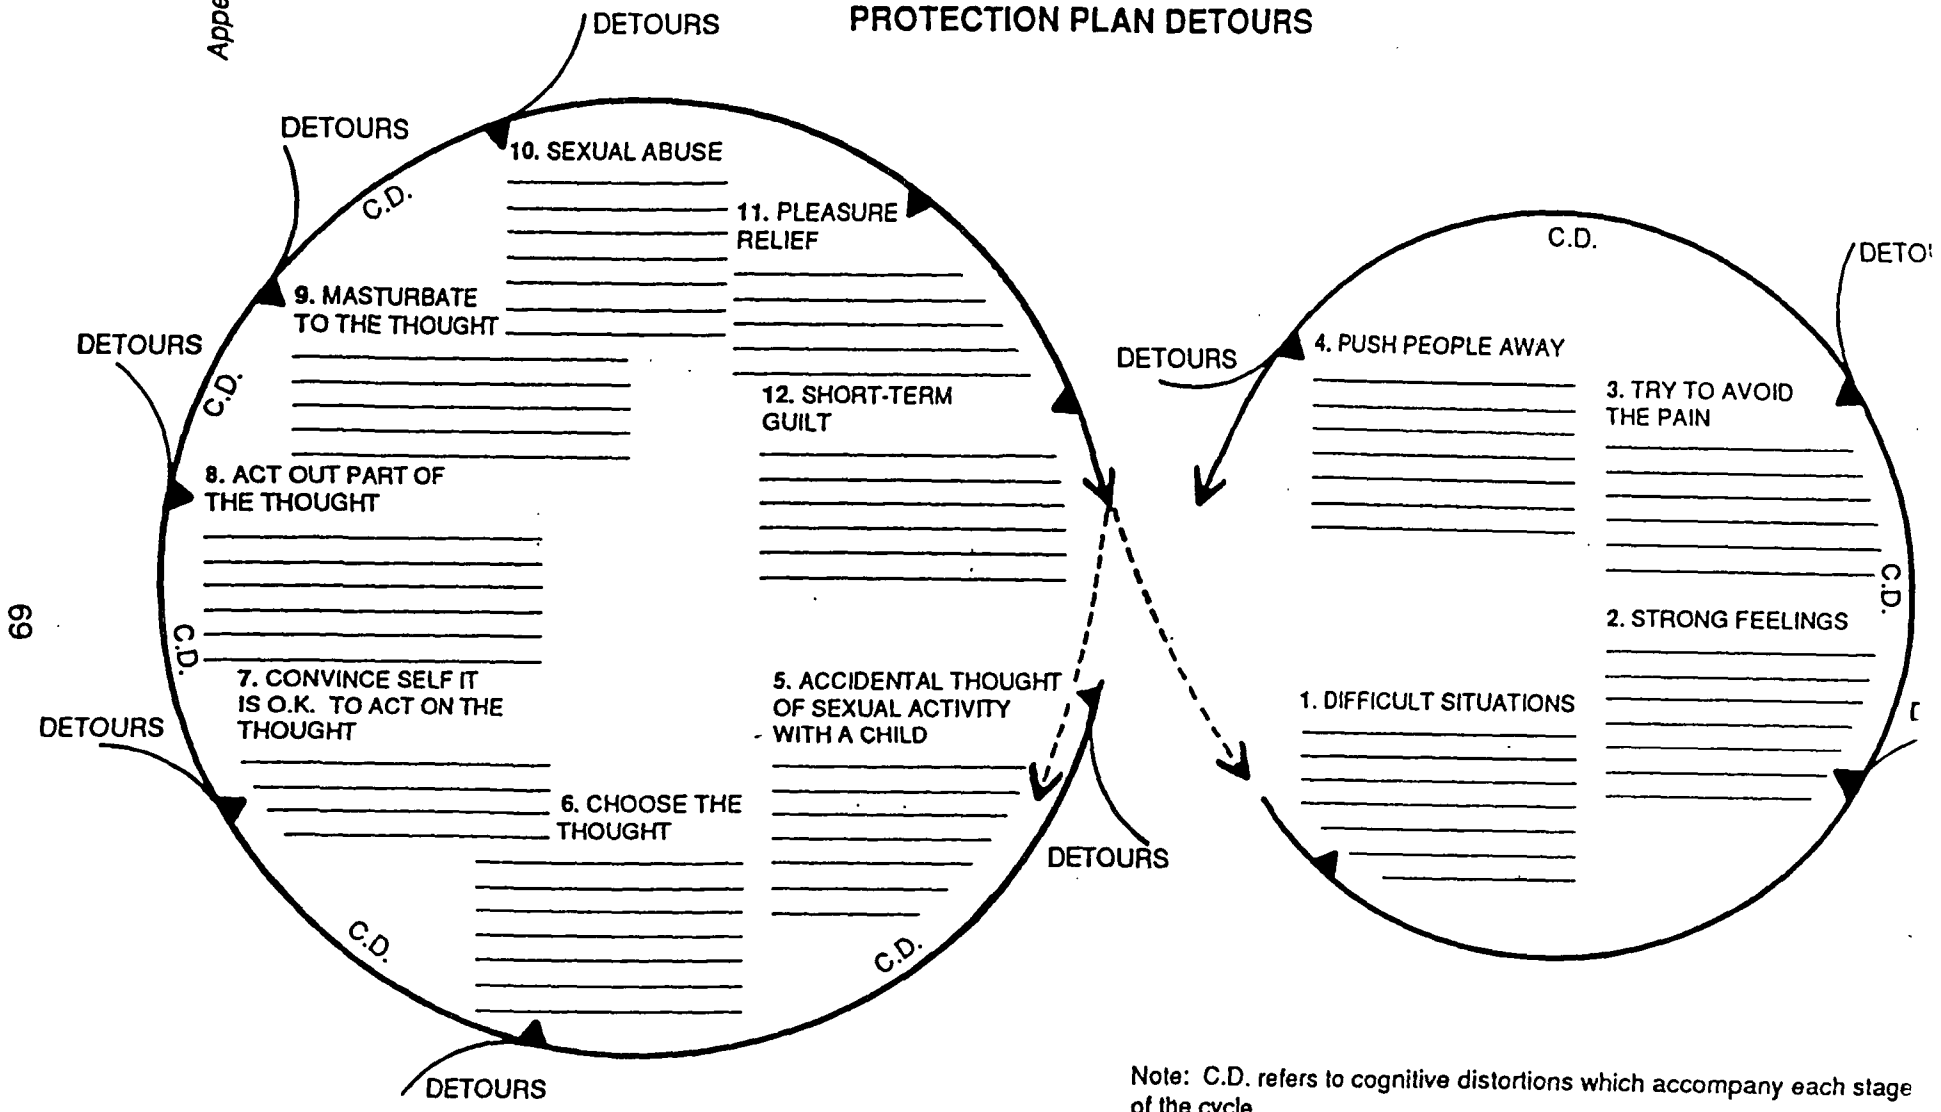 Appe
PROTECTION PLAN DETOURS
DETOURS
DETOURS
DETOURS
DETOURS
DETOURS
DETOURS
10. SEXUAL ABUSE
11. PLEASURE
RELIEF
12. SHORT-TERM
GUILT
9. MASTURBATE
TO THE THOUGHT
8. ACT OUT PART OF
THE THOUGHT
7. CONVINCE SELF IT
IS O.K. TO ACT ON THE
THOUGHT
6. CHOOSE THE
THOUGHT
5. ACCIDENTAL THOUGHT
OF SEXUAL ACTIVITY
WITH A CHILD
C.D.
C.D.
C.D.
C.D.
C.D.
DETOURS
DETO
C.D.
4. PUSH PEOPLE AWAY
3. TRY TO AVOID
THE PAIN
C.D.
2. STRONG FEELINGS
1. DIFFICULT SITUATIONS
69
Note: C.D. refers to cognitive distortions which accompany each stage
of the cycle